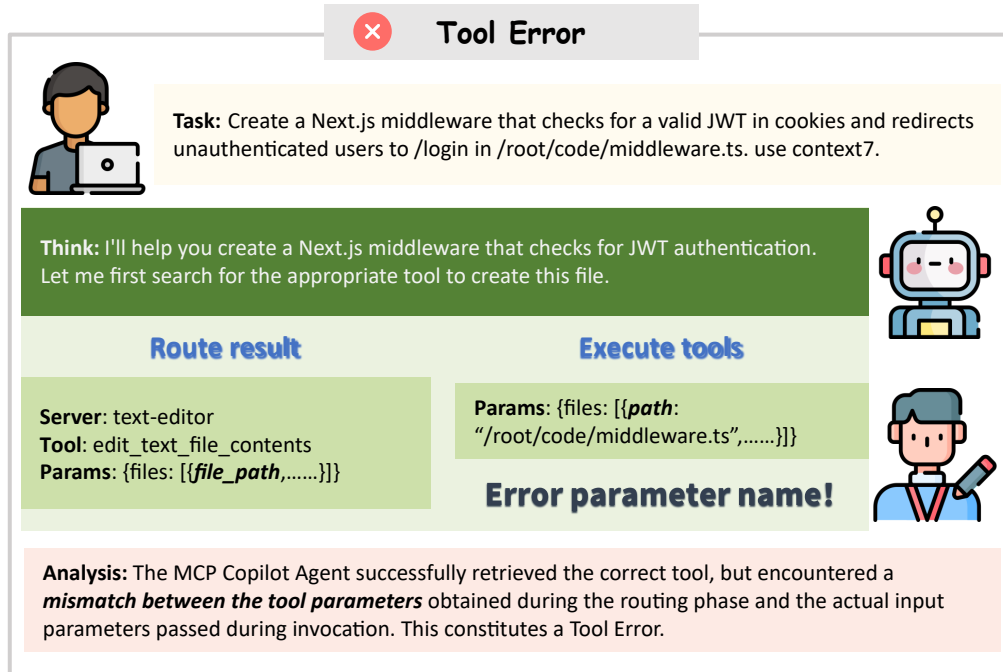 Tool Error
Task: Create a Next.js middleware that checks for a valid JWT in cookies and redirects
unauthenticated users to /login in /root/code/middleware.ts. use context7.
Think: I'll help you create a Next.js middleware that checks for JWT authentication.
Let me first search for the appropriate tool to create this file.
Route result
Server: text-editor
Tool: edit_text_file_contents
Params: {files: [{file_path,……}]}
Execute tools
Params: {files: [{path:
“/root/code/middleware.ts”,……}]}
Error parameter name!
Analysis: The MCP Copilot Agent successfully retrieved the correct tool, but encountered a
mismatch between the tool parameters obtained during the routing phase and the actual input
parameters passed during invocation. This constitutes a Tool Error.